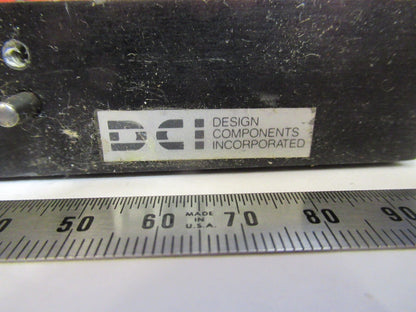 DCI DESIGN
COMPONENTS
INCORPORATED
50 60 MADE IN U.S.A. 70 80 90